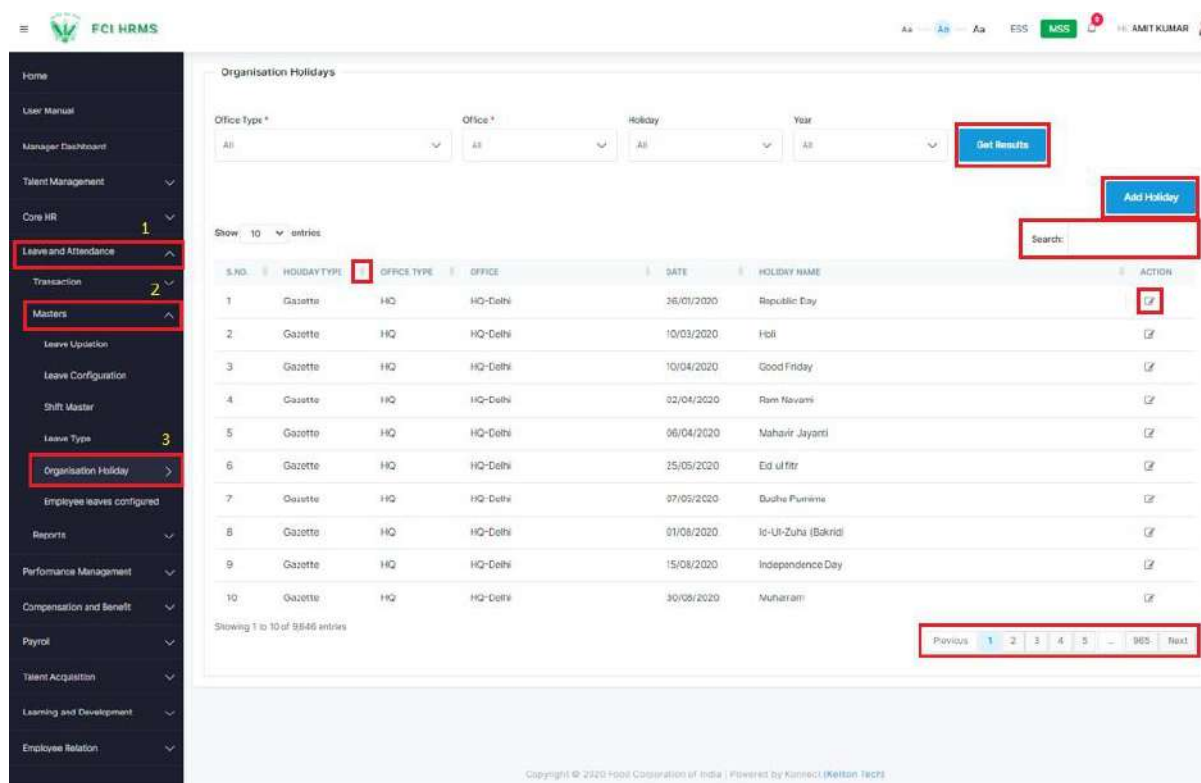 FCI HRMS
Aa Aa Aa ESS MSS 0 Hi, AMIT KUMAR
Home
User Manual
Manager Dashboard
Talent Management
Core HR
1
Leave and Attendance
Transaction
2
Masters
Leave Updation
Leave Configuration
Shift Master
Leave Type
3
Organisation Holiday
Employee leaves configured
Reports
Performance Management
Compensation and Benefit
Payroll
Talent Acquisition
Learning and Development
Employee Relation
Organisation Holidays
Office Type * Office * Holiday Year
All All All All Get Results
Add Holiday
Show 10 entries Search:
S.NO. HOLIDAY TYPE OFFICE TYPE OFFICE DATE HOLIDAY NAME ACTION
1 Gazette HQ HQ-Delhi 26/01/2020 Republic Day
2 Gazette HQ HQ-Delhi 10/03/2020 Holi
3 Gazette HQ HQ-Delhi 10/04/2020 Good Friday
4 Gazette HQ HQ-Delhi 02/04/2020 Ram Navami
5 Gazette HQ HQ-Delhi 06/04/2020 Mahavir Jayanti
6 Gazette HQ HQ-Delhi 25/05/2020 Eid ul fitr
7 Gazette HQ HQ-Delhi 07/05/2020 Budha Purnima
8 Gazette HQ HQ-Delhi 01/08/2020 Id-Ul-Zuha (Bakrid)
9 Gazette HQ HQ-Delhi 15/08/2020 Independence Day
10 Gazette HQ HQ-Delhi 30/08/2020 Muharram
Showing 1 to 10 of 9,646 entries
Previous 1 2 3 4 5 ... 965 Next
Copyright © 2020 Food Corporation of India | Powered by Konnect (Kellton Tech)